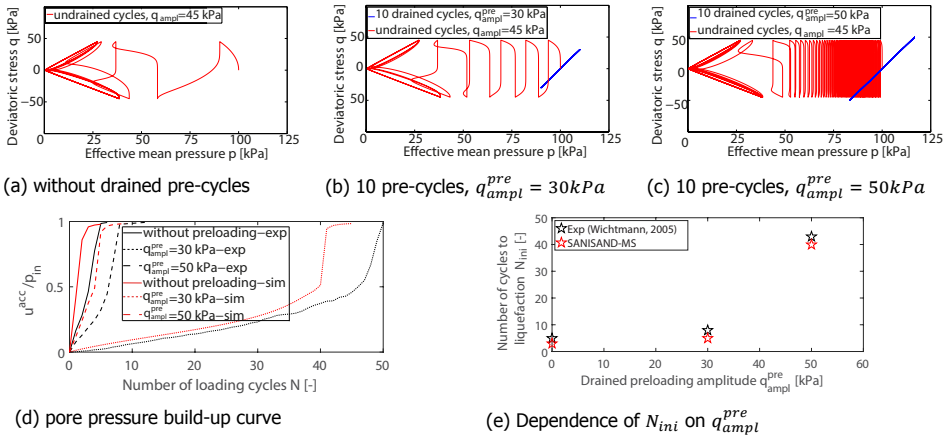 undrained cycles, q ampl=45 kPa
Deviatoric stress q [kPa]
50
0
−50
0 25 50 75 100 125
Effective mean pressure p [kPa]
(a) without drained pre-cycles
10 drained cycles, q^pre_ampl=30 kPa
undrained cycles, q_ampl=45 kPa
Deviatoric stress q [kPa]
50
0
−50
0 25 50 75 100 125
Effective mean pressure p [kPa]
(b) 10 pre-cycles, q^pre_ampl = 30kPa
10 drained cycles, q^pre_ampl=50 kPa
undrained cycles, q_ampl=45 kPa
Deviatoric stress q [kPa]
50
0
−50
0 25 50 75 100 125
Effective mean pressure p [kPa]
(c) 10 pre-cycles, q^pre_ampl = 50kPa
u^acc/p_in
1
0.5
0
without preloading−exp
q^pre_ampl=30 kPa−exp
q^pre_ampl=50 kPa−exp
without preloading−sim
q^pre_ampl=30 kPa−sim
q^pre_ampl=50 kPa−sim
0 10 20 30 40 50
Number of loading cycles N [-]
(d) pore pressure build-up curve
Number of cycles to
liquefaction N_ini [-]
50
40
30
20
10
0
Exp (Wichtmann, 2005)
SANISAND-MS
0 10 20 30 40 50 60
Drained preloading amplitude q^pre_ampl [kPa]
(e) Dependence of N_ini on q^pre_ampl